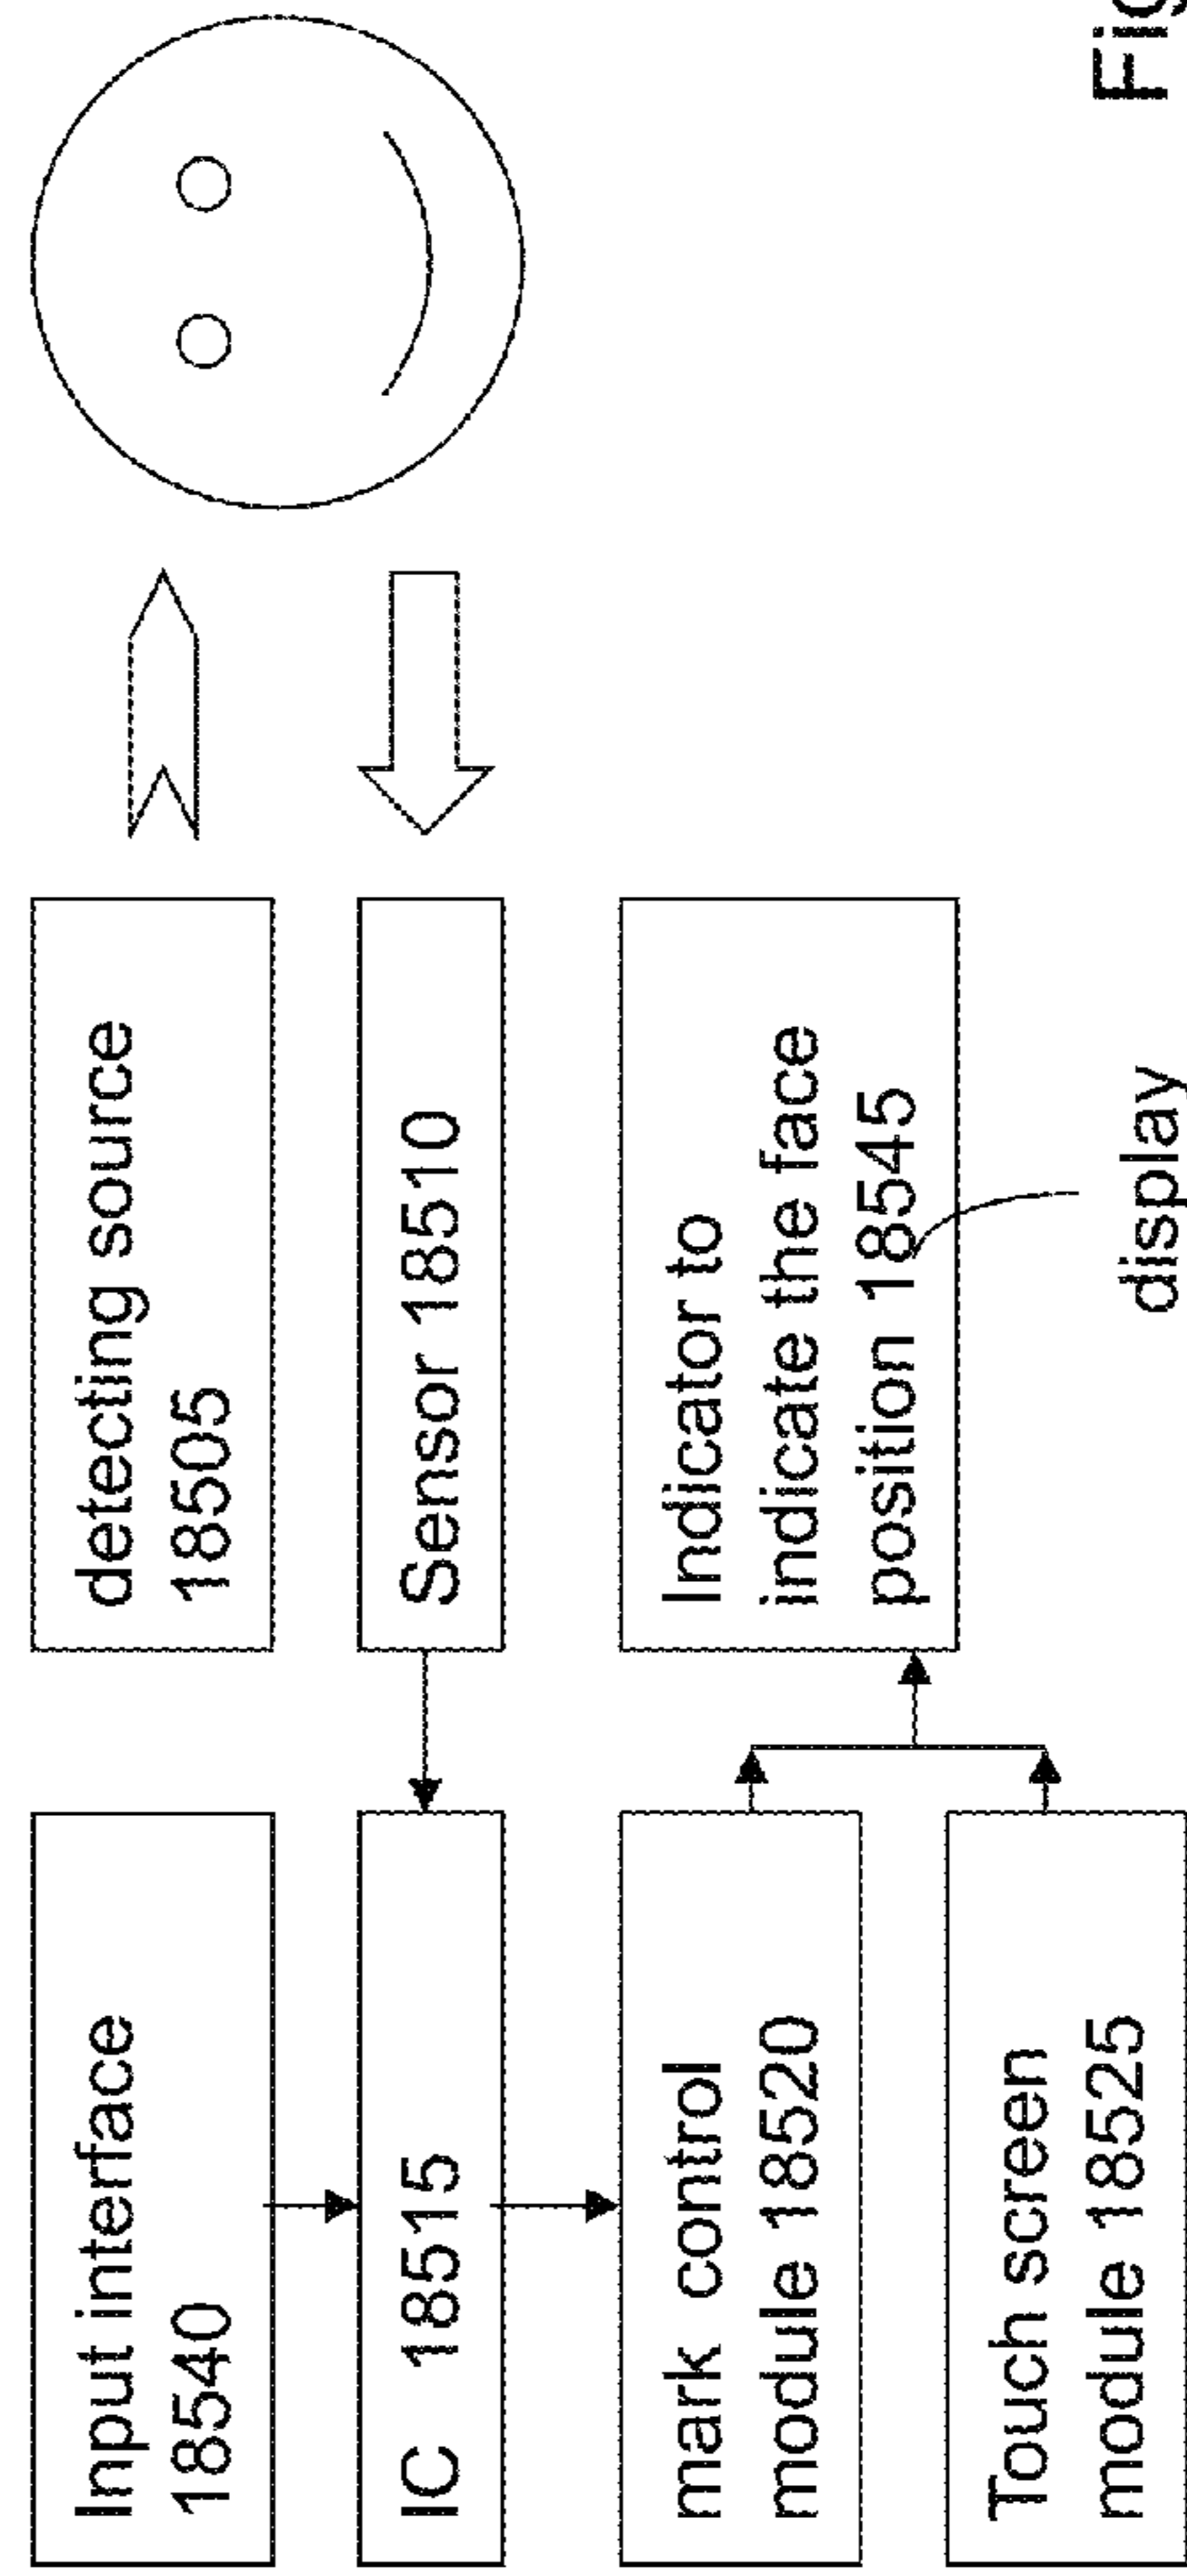 Input interface
18540
detecting source
18505
IC 18515
Sensor 18510
mark control
module 18520
Indicator to
indicate the face
position 18545
Touch screen
module 18525
display